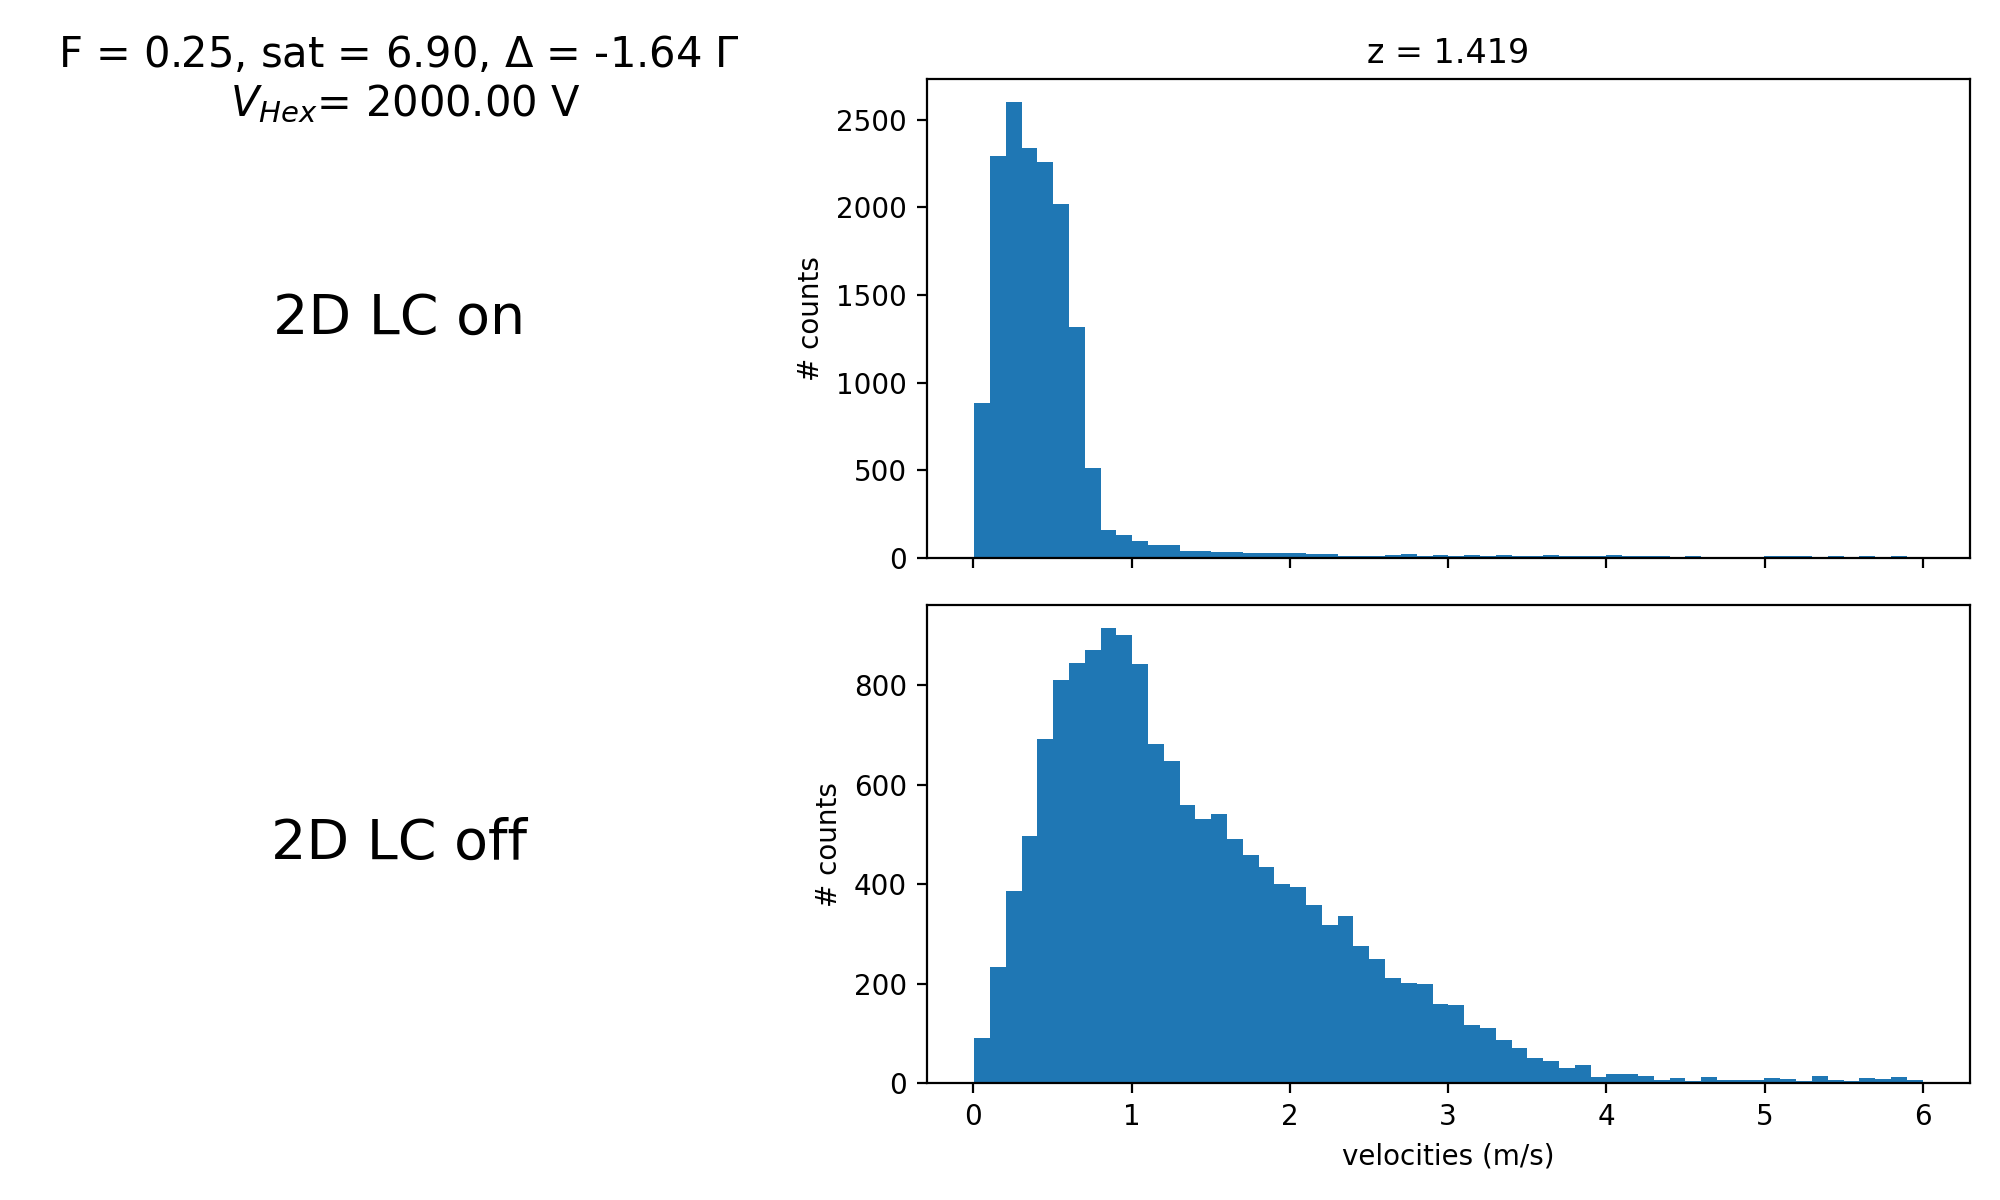 F = 0.25, sat = 6.90, Δ = -1.64 Γ
V_Hex= 2000.00 V
2D LC on
2D LC off
z = 1.419
# counts
2500
2000
1500
1000
500
0
# counts
800
600
400
200
0
0 1 2 3 4 5 6
velocities (m/s)